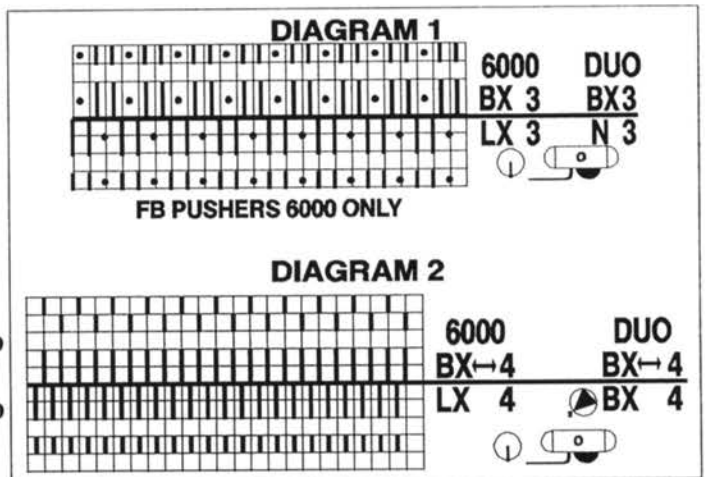 DIAGRAM 1
6000 DUO
BX 3 BX3
LX 3 N 3
FB PUSHERS 6000 ONLY
DIAGRAM 2
6000 DUO
BX↔4 BX↔4
LX 4 BX 4